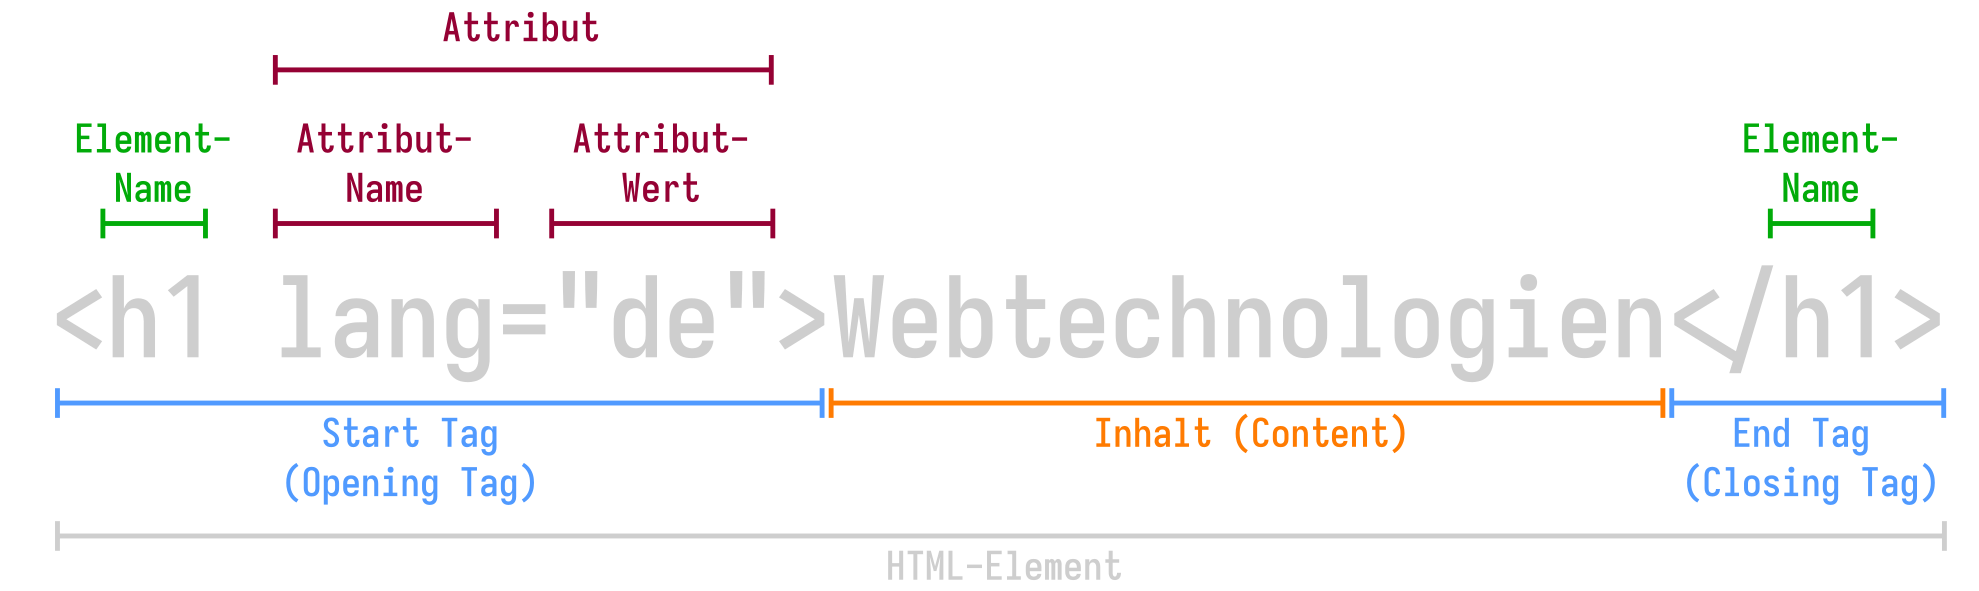 Attribut
Element-
Name
Attribut-
Name
Attribut-
Wert
Element-
Name
<h1 lang="de">Webtechnologien</h1>
Start Tag
(Opening Tag)
Inhalt (Content)
End Tag
(Closing Tag)
HTML-Element